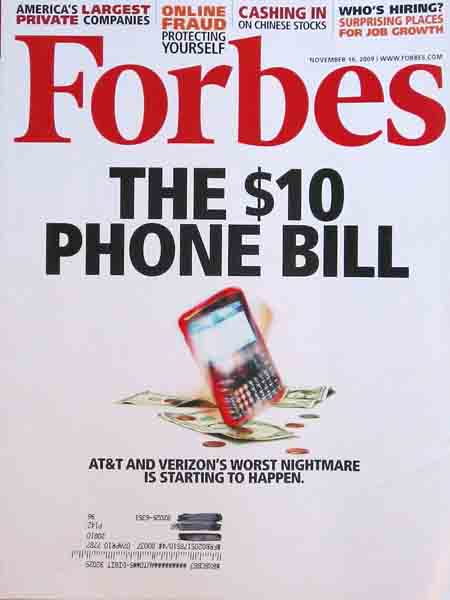 AMERICA'S LARGEST
PRIVATE COMPANIES
ONLINE
FRAUD
PROTECTING
YOURSELF
CASHING IN
ON CHINESE STOCKS
WHO'S HIRING?
SURPRISING PLACES
FOR JOB GROWTH
NOVEMBER 16, 2009 | WWW.FORBES.COM
Forbes
THE $10
PHONE BILL
AT&T AND VERIZON'S WORST NIGHTMARE
IS STARTING TO HAPPEN.